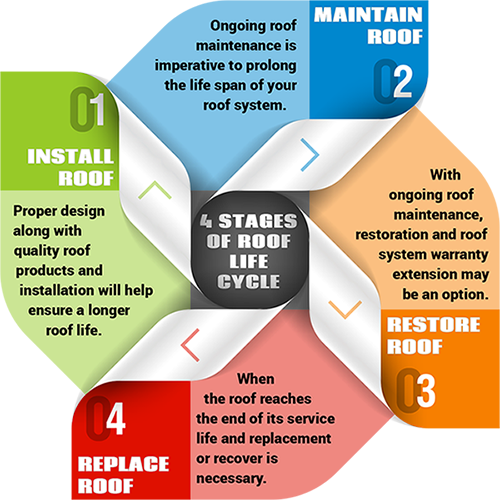 4 STAGES
OF ROOF
LIFE
CYCLE
01
INSTALL
ROOF
Proper design
along with
quality roof
products and
installation will help
ensure a longer
roof life.
MAINTAIN
ROOF
02
Ongoing roof
maintenance is
imperative to prolong
the life span of your
roof system.
With
ongoing roof
maintenance,
restoration and roof
system warranty
extension may
be an option.
RESTORE
ROOF
03
When
the roof reaches
the end of its service
life and replacement
or recover is
necessary.
04
REPLACE
ROOF